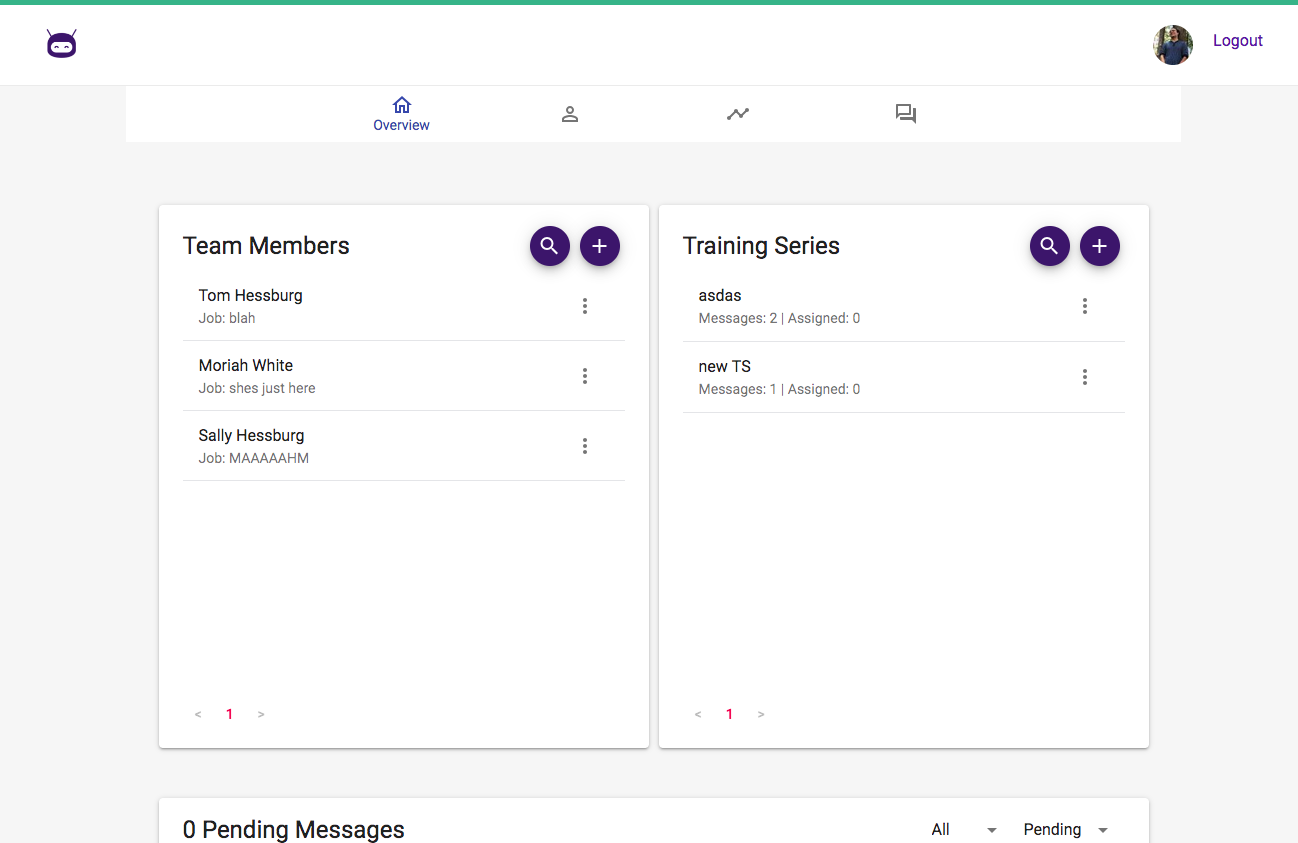 Logout
Overview
Team Members
Tom Hessburg
Job: blah
Moriah White
Job: shes just here
Sally Hessburg
Job: MAAAAAHM
< 1 >
Training Series
asdas
Messages: 2 | Assigned: 0
new TS
Messages: 1 | Assigned: 0
< 1 >
0 Pending Messages
All
Pending